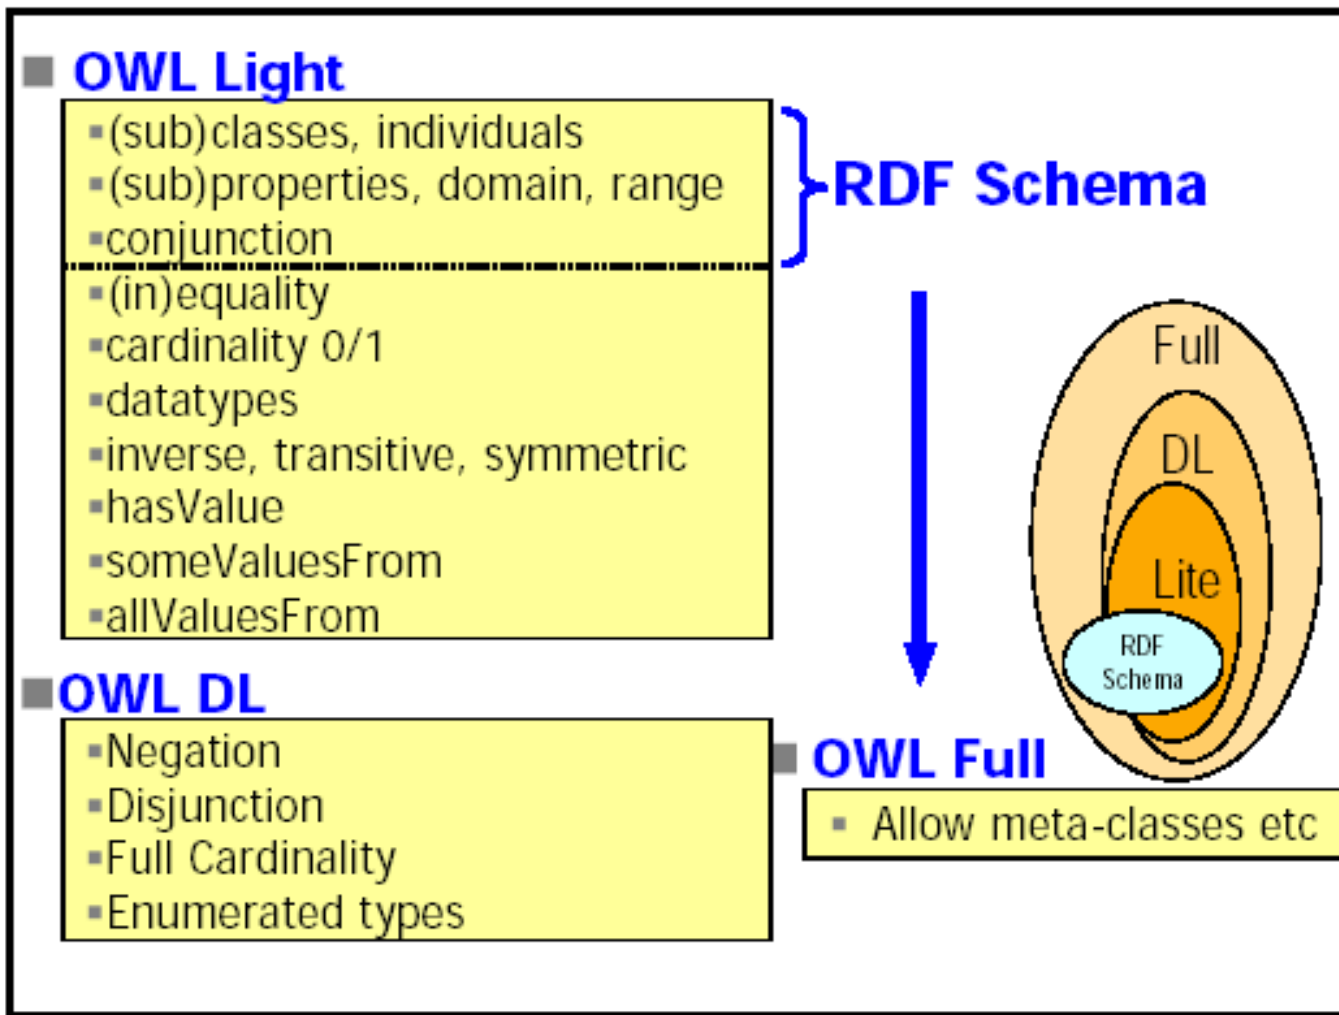 OWL Light
(sub)classes, individuals
(sub)properties, domain, range
conjunction
RDF Schema
(in)equality
cardinality 0/1
datatypes
inverse, transitive, symmetric
hasValue
someValuesFrom
allValuesFrom
Full
DL
Lite
RDF
Schema
OWL DL
Negation
Disjunction
Full Cardinality
Enumerated types
OWL Full
Allow meta-classes etc